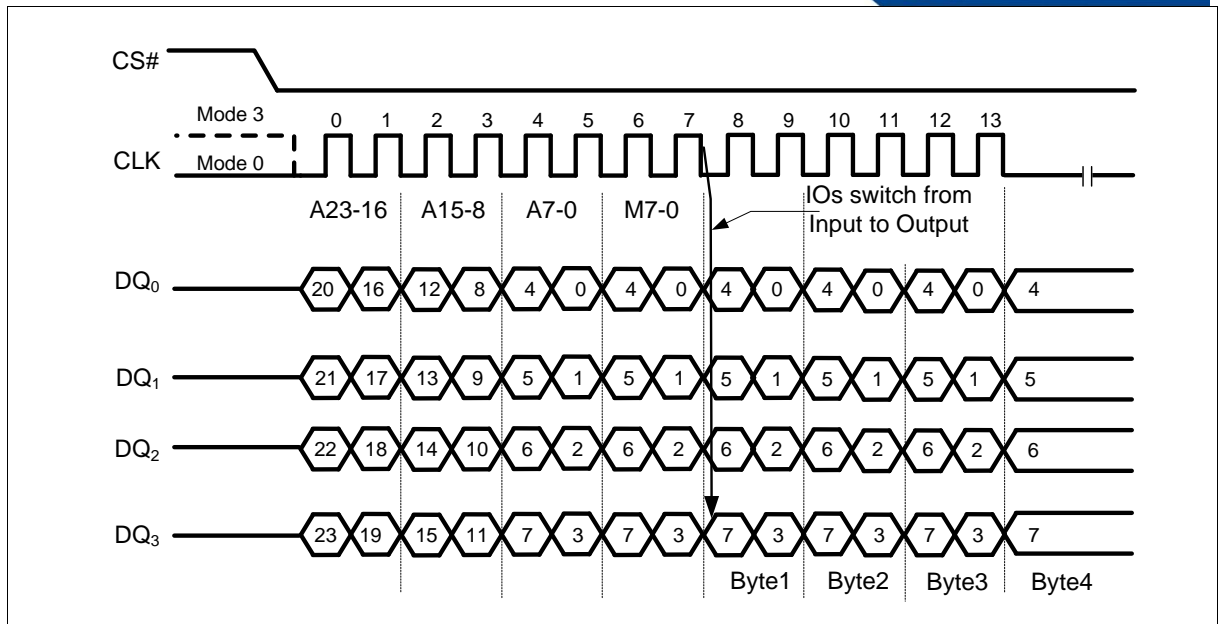 CS#
Mode 3
0 1 2 3 4 5 6 7 8 9 10 11 12 13
CLK
Mode 0
IOs switch from
Input to Output
A23-16 A15-8 A7-0 M7-0
DQ0 20 16 12 8 4 0 4 0 4 0 4 0 4 0 4
DQ1 21 17 13 9 5 1 5 1 5 1 5 1 5 1 5
DQ2 22 18 14 10 6 2 6 2 6 2 6 2 6 2 6
DQ3 23 19 15 11 7 3 7 3 7 3 7 3 7 3 7
Byte1 Byte2 Byte3 Byte4